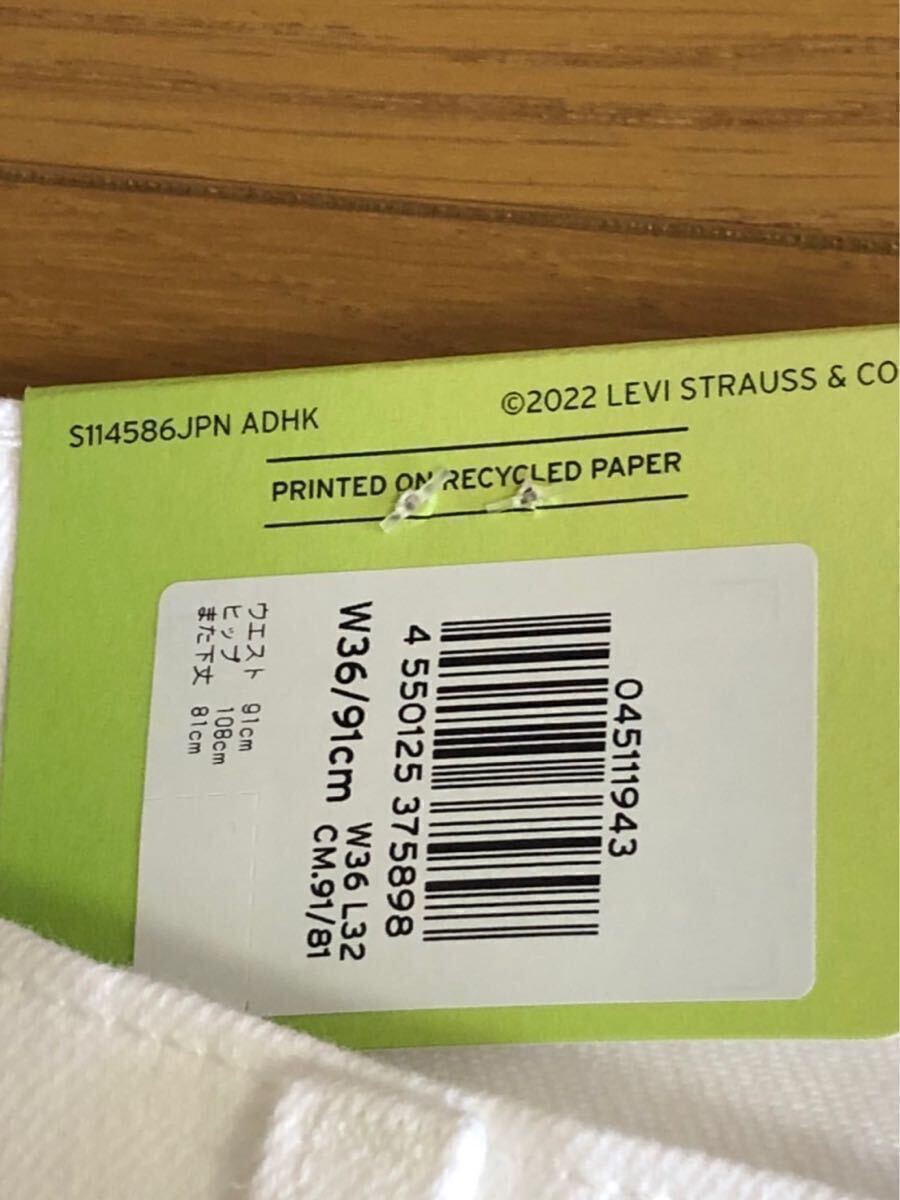 S114586JPN ADHK
©2022 LEVI STRAUSS & CO
PRINTED ON RECYCLED PAPER
045111943
4 550125 375898
W36/91cm
W36 L32
CM.91/81
ウエスト 91cm
ヒップ 108cm
また下丈 81cm